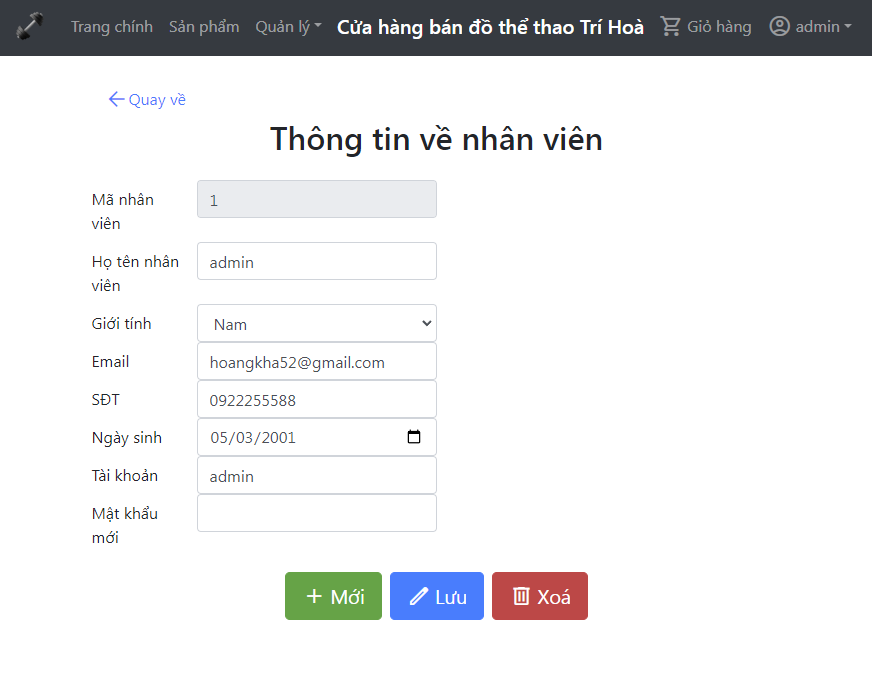 Trang chính Sản phẩm Quản lý Cửa hàng bán đồ thể thao Trí Hoà Giỏ hàng admin
Quay về
Thông tin về nhân viên
Mã nhân viên 1
Họ tên nhân viên admin
Giới tính Nam
Email hoangkha52@gmail.com
SĐT 0922255588
Ngày sinh 05/03/2001
Tài khoản admin
Mật khẩu mới
Mới Lưu Xoá